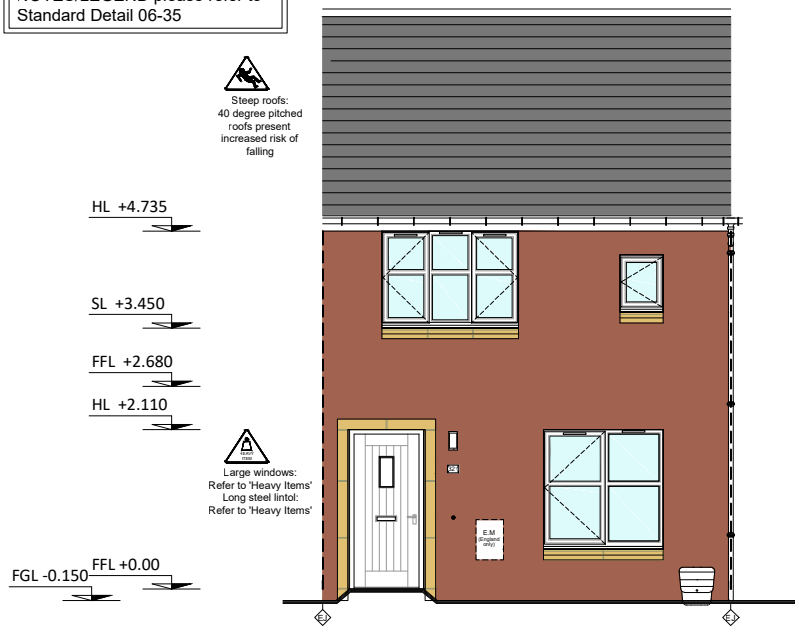 Standard Detail 06-35
Steep roofs:
40 degree pitched
roofs present
increased risk of
falling
HL +4.735
SL +3.450
FFL +2.680
HL +2.110
HEAVY
ITEM
Large windows:
Refer to 'Heavy Items'
Long steel lintol:
Refer to 'Heavy Items'
E.M
(England
only)
FFL +0.00
FGL -0.150
E.J
E.J